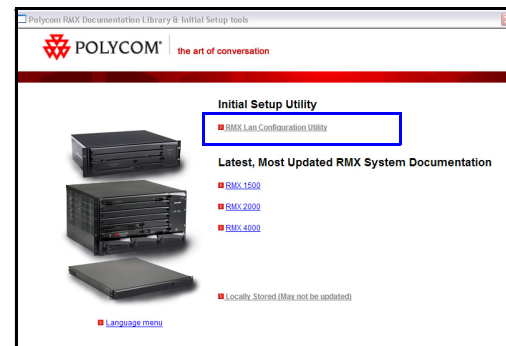 Polycom RMX Documentation Library & Initial Setup tools
POLYCOM® the art of conversation
Initial Setup Utility
RMX Lan Configuration Utility
Latest, Most Updated RMX System Documentation
RMX 1500
RMX 2000
RMX 4000
Locally Stored (May not be updated)
Language menu